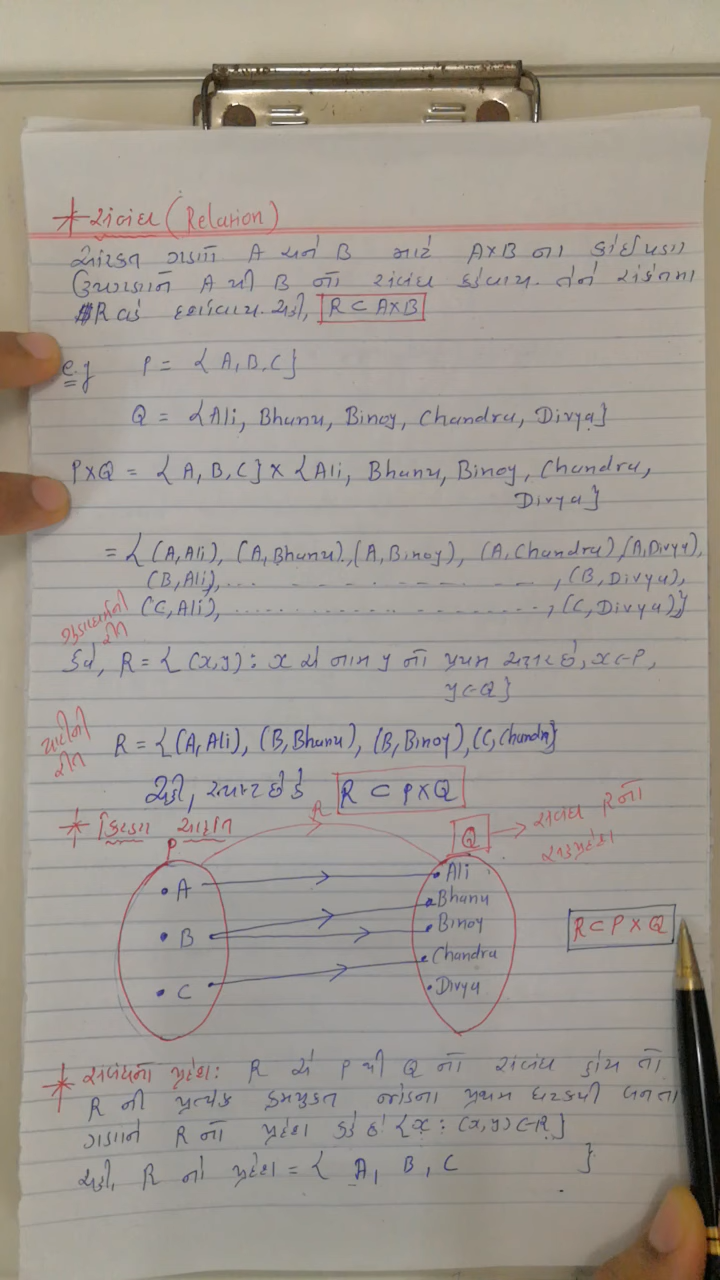 * સંબંધ (Relation)
અરિક્ત ગણો A અને B માટે A×B ના કોઈપણ
ઉપગણને A થી B નો સંબંધ કહેવાય. તેને સંકેતમાં
R વડે દર્શાવાય. અહીં, R ⊂ A×B
e.g P = {A, B, C}
Q = {Ali, Bhanu, Binoy, Chandra, Divya}
P×Q = {A, B, C} × {Ali, Bhanu, Binoy, Chandra,
Divya}
= {(A,Ali), (A,Bhanu), (A,Binoy), (A,Chandra), (A,Divya),
(B,Ali), ... , (B,Divya),
(C,Ali), ... , (C,Divya)}
ગુણધર્મની રીત
હવે, R = {(x,y) : x એ નામ y નો પ્રથમ અક્ષર છે, x∈P,
y∈Q}
યાદીની રીત
R = {(A,Ali), (B,Bhanu), (B,Binoy), (C,Chandra)}
અહીં, સ્પષ્ટ છે કે R ⊂ P×Q
* કિરણ આકૃતિ
P R Q → સંબંધ R નો
સહપ્રદેશ
• A • Ali
• Bhanu
• B • Binoy
R ⊂ P × Q
• Chandra
• C • Divya
* સંબંધનો પ્રદેશ: R એ P થી Q નો સંબંધ હોય તો
R ની પ્રત્યેક ક્રમયુક્ત જોડના પ્રથમ ઘટકથી બનતા
ગણને R નો પ્રદેશ કહે છે {x : (x,y) ∈ R}
અહીં, R નો પ્રદેશ = { A, B, C }